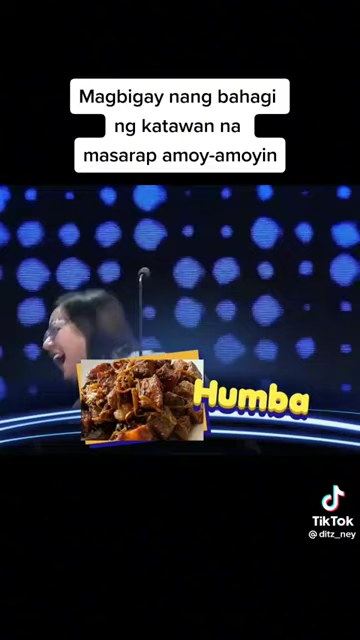 Magbigay nang bahagi
ng katawan na
masarap amoy-amoyin
Humba
TikTok
@ ditz_ney